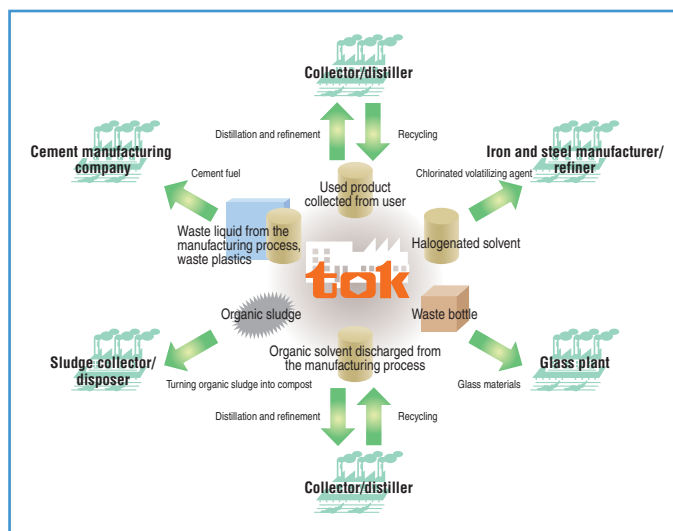 Collector/distiller
Distillation and refinement
Recycling
Cement manufacturing
company
Cement fuel
Iron and steel manufacturer/
refiner
Chlorinated volatilizing agent
Used product
collected from user
Waste liquid from the
manufacturing process,
waste plastics
Halogenated solvent
tok
Organic sludge
Waste bottle
Organic solvent discharged from
the manufacturing process
Sludge collector/
disposer
Turning organic sludge into compost
Glass plant
Glass materials
Distillation and refinement
Recycling
Collector/distiller